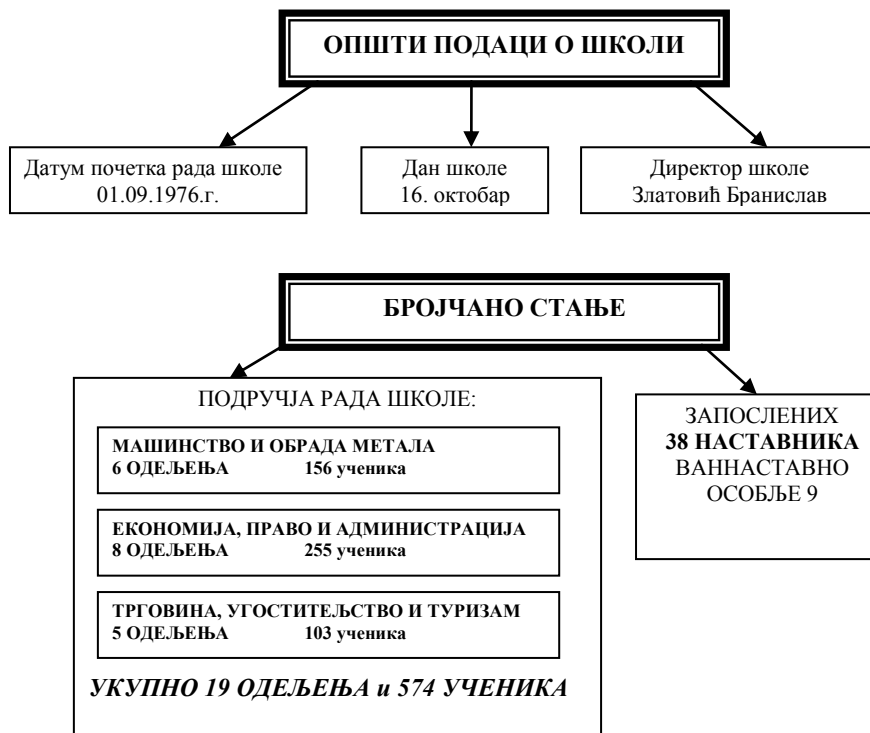 ОПШТИ ПОДАЦИ О ШКОЛИ
Датум почетка рада школе
01.09.1976.г.
Дан школе
16. октобар
Директор школе
Златовић Бранислав
БРОЈЧАНО СТАЊЕ
ПОДРУЧЈА РАДА ШКОЛЕ:
МАШИНСТВО И ОБРАДА МЕТАЛА
6 ОДЕЉЕЊА 156 ученика
ЕКОНОМИЈА, ПРАВО И АДМИНИСТРАЦИЈА
8 ОДЕЉЕЊА 255 ученика
ТРГОВИНА, УГОСТИТЕЉСТВО И ТУРИЗАМ
5 ОДЕЉЕЊА 103 ученика
УКУПНО 19 ОДЕЉЕЊА и 574 УЧЕНИКА
ЗАПОСЛЕНИХ
38 НАСТАВНИКА
ВАННАСТАВНО
ОСОБЉЕ 9